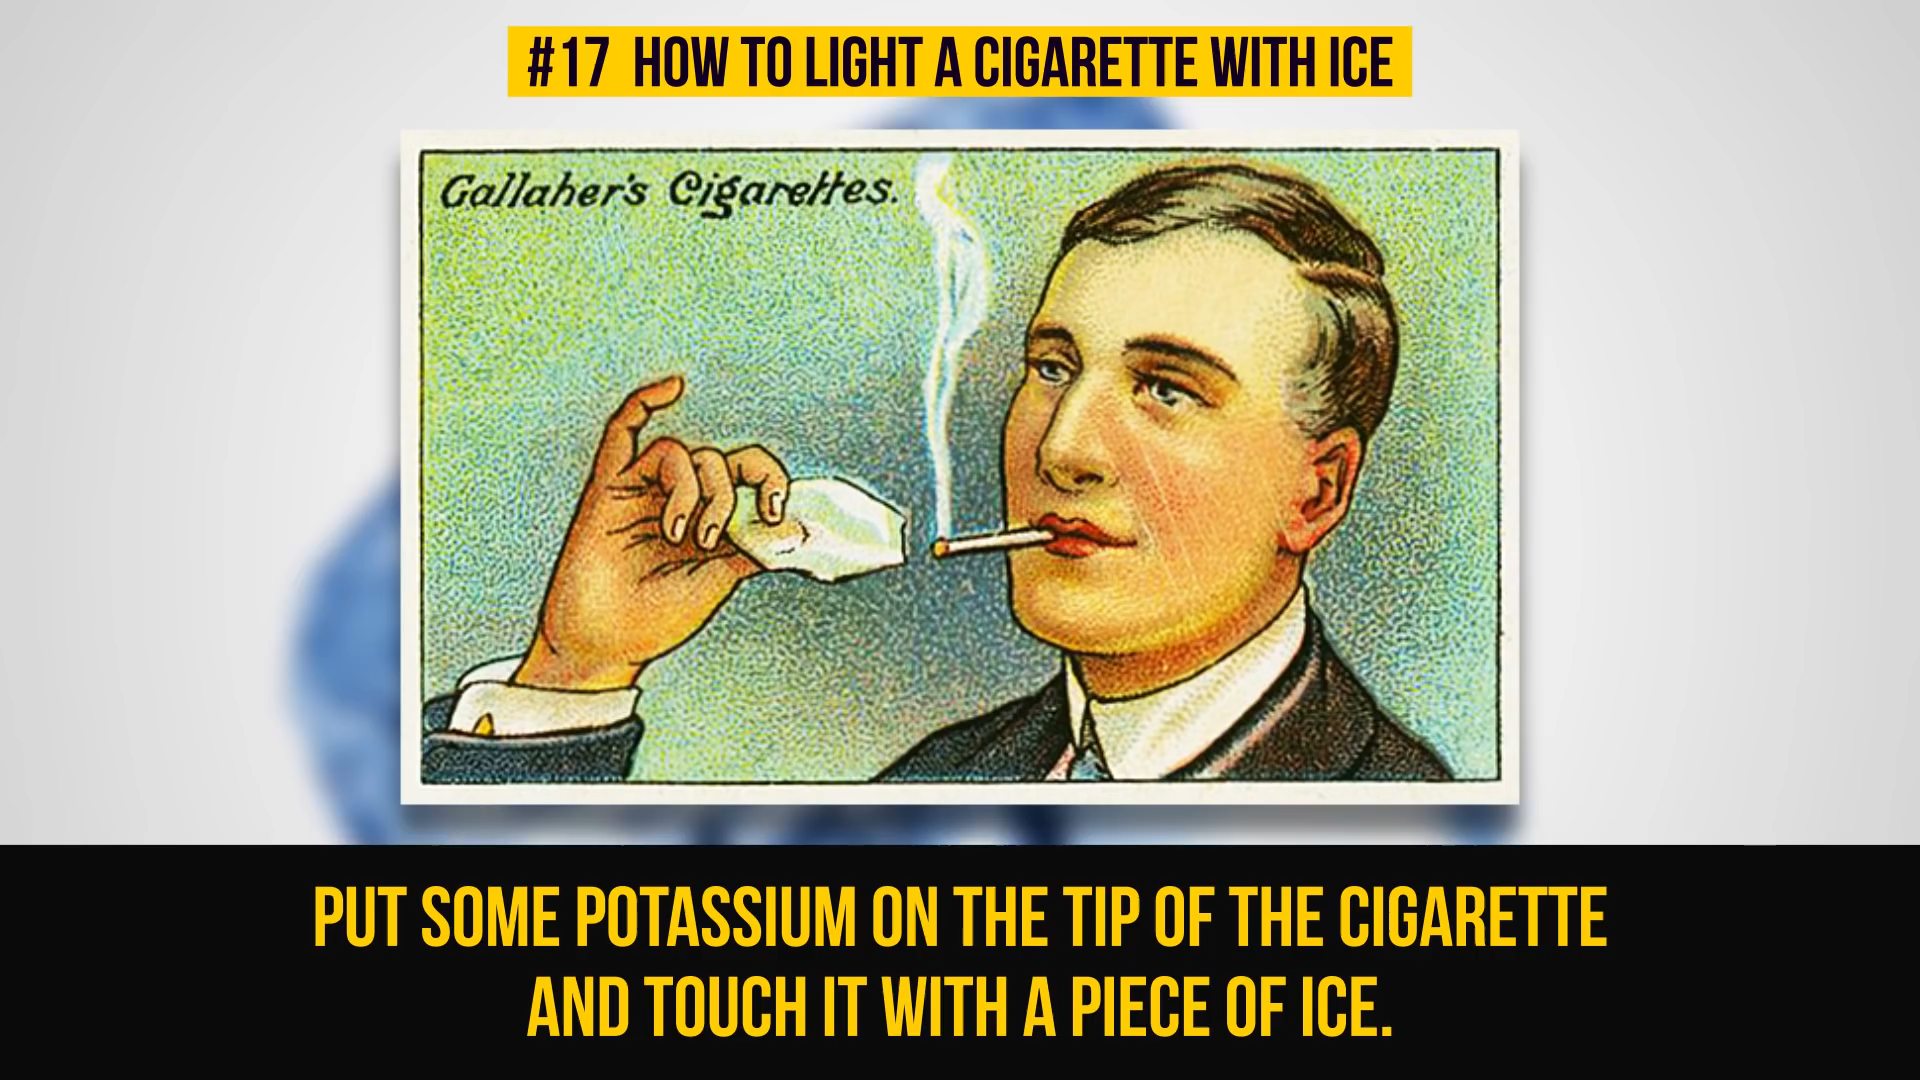 #17 HOW TO LIGHT A CIGARETTE WITH ICE
Gallaher's Cigarettes.
PUT SOME POTASSIUM ON THE TIP OF THE CIGARETTE
AND TOUCH IT WITH A PIECE OF ICE.